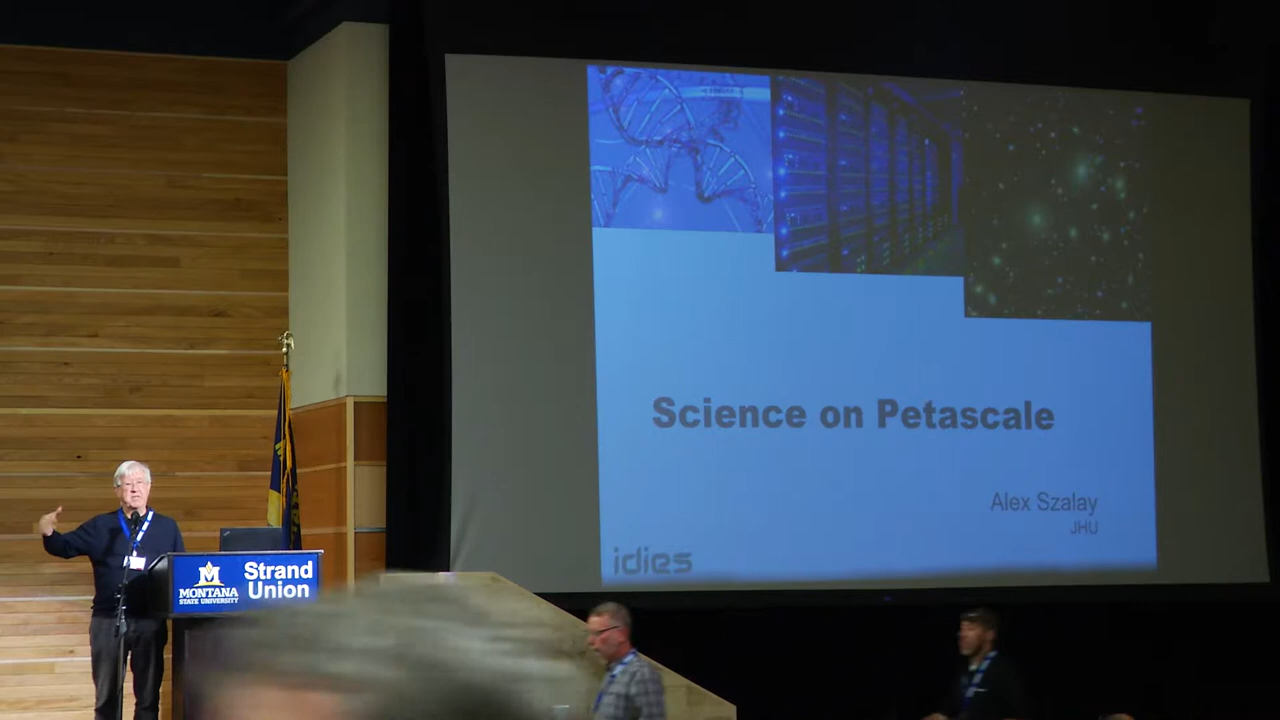 Science on Petascale
Alex Szalay
JHU
idies
Strand
Union
MONTANA
STATE UNIVERSITY